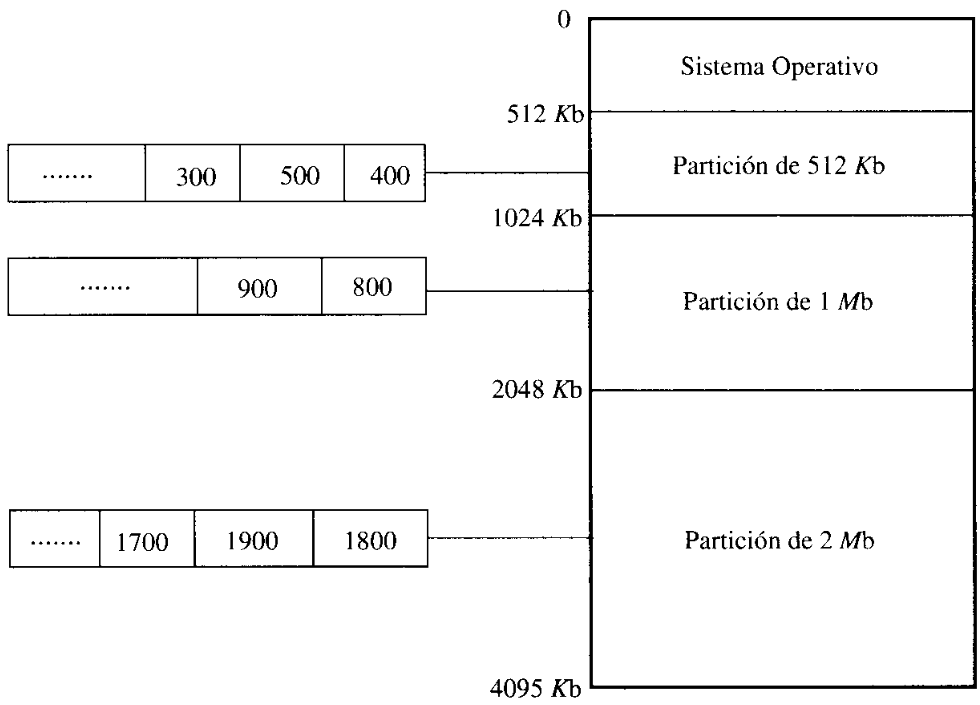 0
Sistema Operativo
512 Kb
....... 300 500 400
Partición de 512 Kb
1024 Kb
....... 900 800
Partición de 1 Mb
2048 Kb
....... 1700 1900 1800
Partición de 2 Mb
4095 Kb